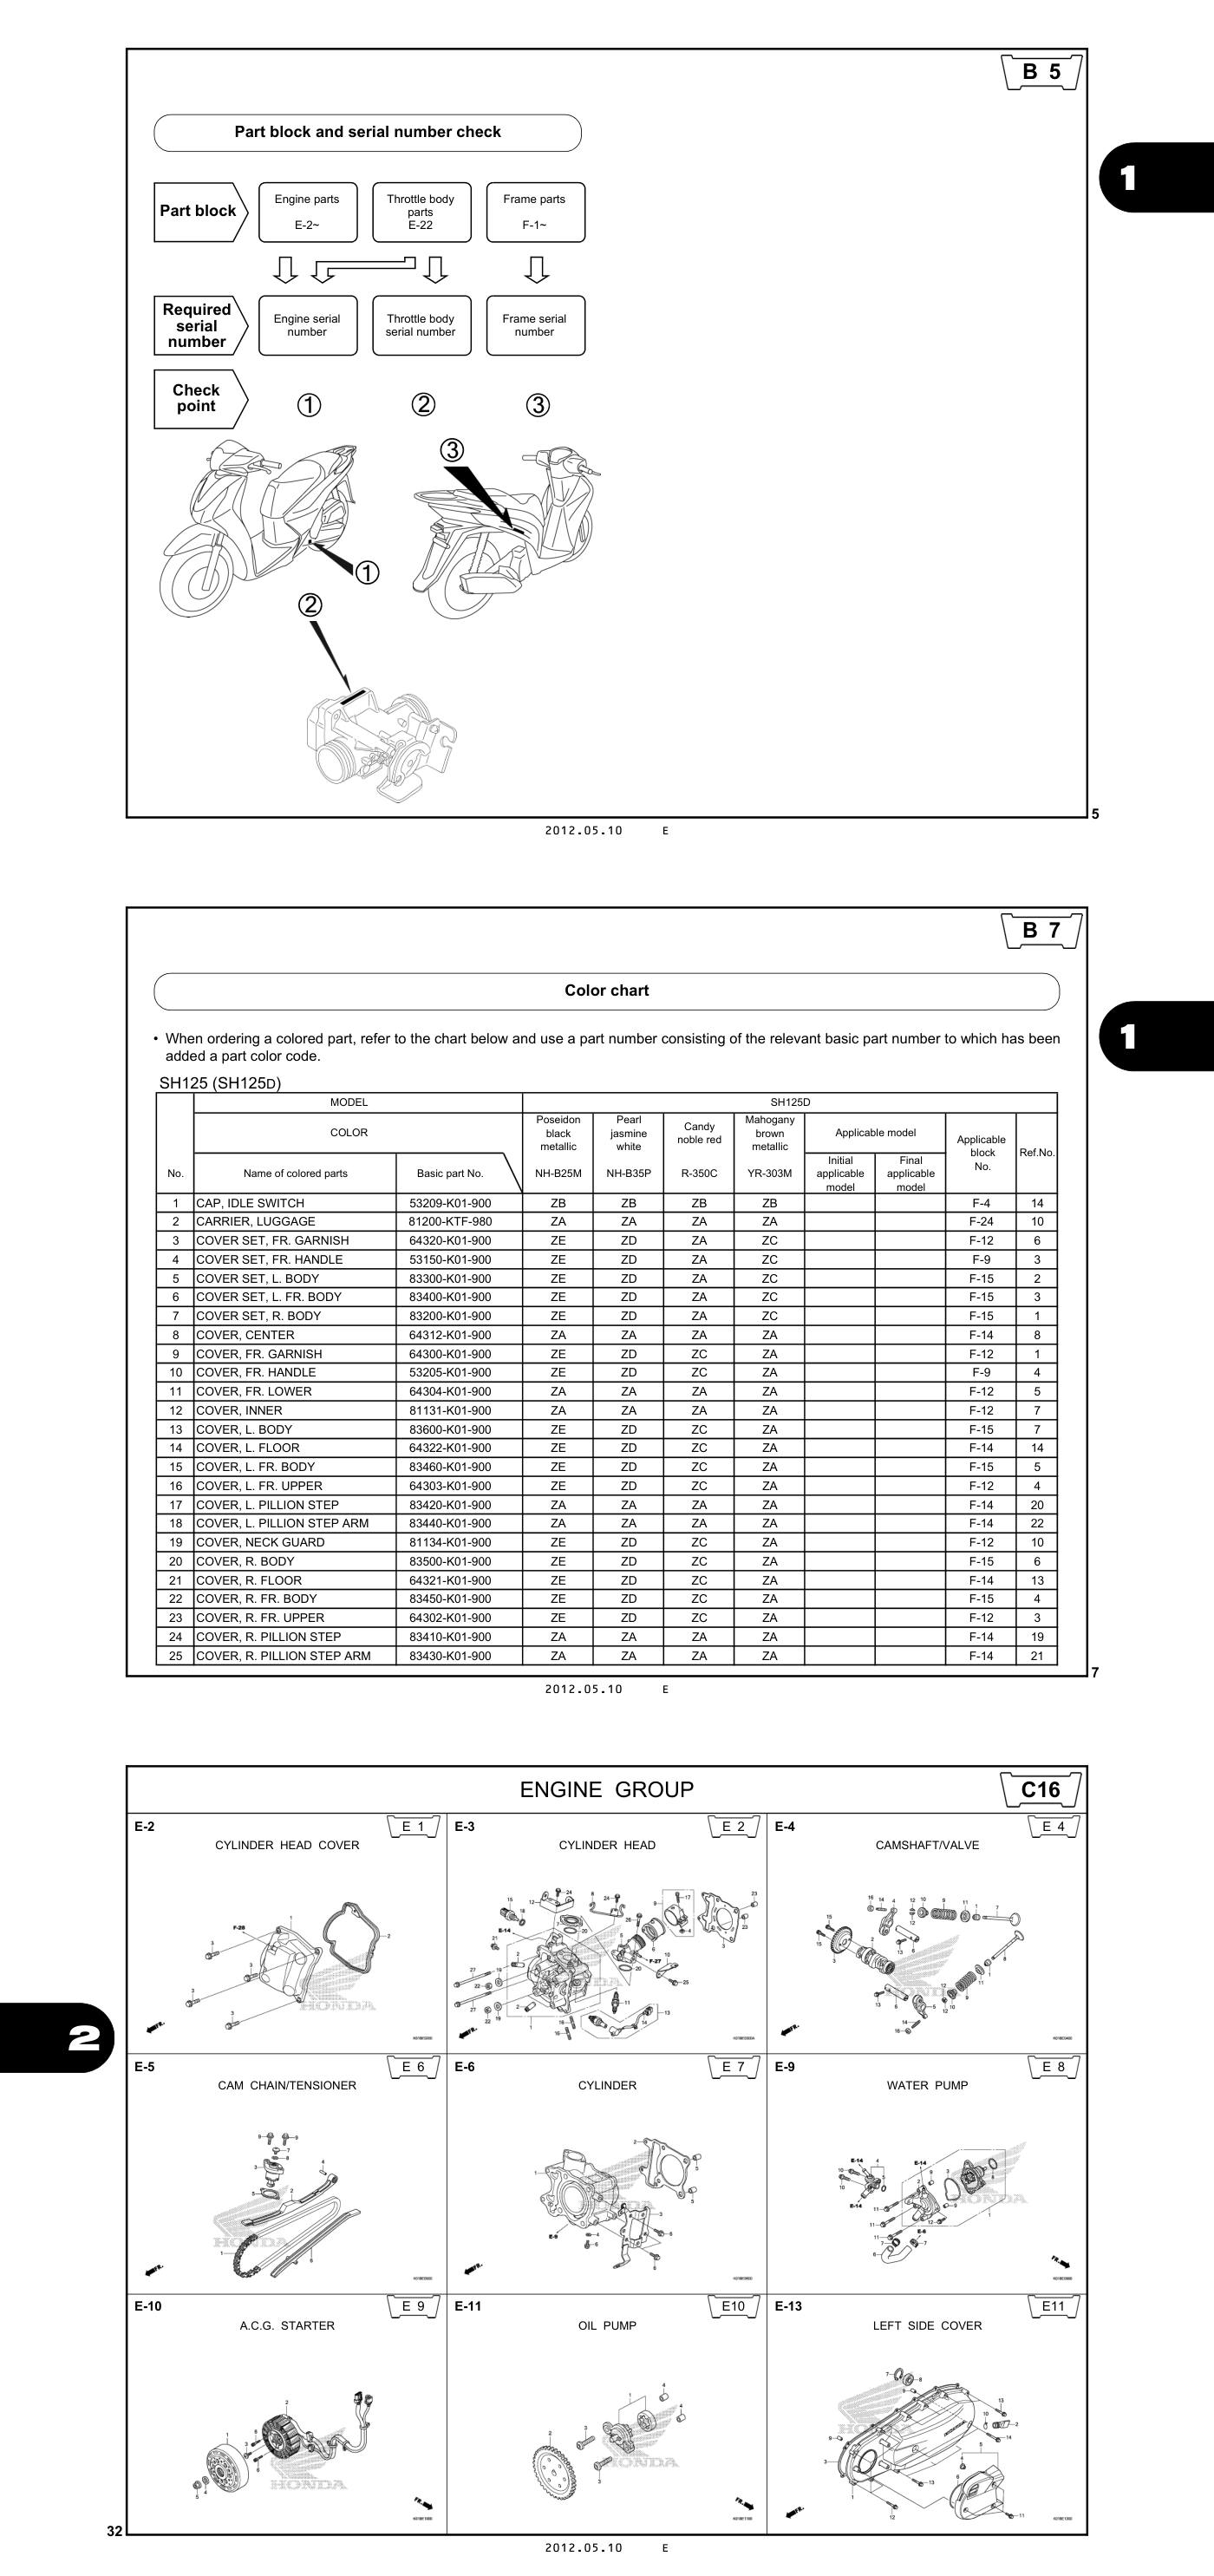 B 5
Part block and serial number check
1
Part block
Engine parts
E-2~
Throttle body
parts
E-22
Frame parts
F-1~
Required
serial
number
Engine serial
number
Throttle body
serial number
Frame serial
number
Check
point
① ② ③
③
①
②
5
2012.05.10 E
B 7
Color chart
1
• When ordering a colored part, refer to the chart below and use a part number consisting of the relevant basic part number to which has been
added a part color code.
SH125 (SH125D)
MODEL SH125D
COLOR
Poseidon black metallic NH-B25M
Pearl jasmine white NH-B35P
Candy noble red R-350C
Mahogany brown metallic YR-303M
Applicable model
Applicable block No.
Ref.No.
No. Name of colored parts Basic part No. Initial applicable model Final applicable model
1 CAP, IDLE SWITCH 53209-K01-900 ZB ZB ZB ZB F-4 14
2 CARRIER, LUGGAGE 81200-KTF-980 ZA ZA ZA ZA F-24 10
3 COVER SET, FR. GARNISH 64320-K01-900 ZE ZD ZA ZC F-12 6
4 COVER SET, FR. HANDLE 53150-K01-900 ZE ZD ZA ZC F-9 3
5 COVER SET, L. BODY 83300-K01-900 ZE ZD ZA ZC F-15 2
6 COVER SET, L. FR. BODY 83400-K01-900 ZE ZD ZA ZC F-15 3
7 COVER SET, R. BODY 83200-K01-900 ZE ZD ZA ZC F-15 1
8 COVER, CENTER 64312-K01-900 ZA ZA ZA ZA F-14 8
9 COVER, FR. GARNISH 64300-K01-900 ZE ZD ZC ZA F-12 1
10 COVER, FR. HANDLE 53205-K01-900 ZE ZD ZC ZA F-9 4
11 COVER, FR. LOWER 64304-K01-900 ZA ZA ZA ZA F-12 5
12 COVER, INNER 81131-K01-900 ZA ZA ZA ZA F-12 7
13 COVER, L. BODY 83600-K01-900 ZE ZD ZC ZA F-15 7
14 COVER, L. FLOOR 64322-K01-900 ZE ZD ZC ZA F-14 14
15 COVER, L. FR. BODY 83460-K01-900 ZE ZD ZC ZA F-15 5
16 COVER, L. FR. UPPER 64303-K01-900 ZE ZD ZC ZA F-12 4
17 COVER, L. PILLION STEP 83420-K01-900 ZA ZA ZA ZA F-14 20
18 COVER, L. PILLION STEP ARM 83440-K01-900 ZA ZA ZA ZA F-14 22
19 COVER, NECK GUARD 81134-K01-900 ZE ZD ZC ZA F-12 10
20 COVER, R. BODY 83500-K01-900 ZE ZD ZC ZA F-15 6
21 COVER, R. FLOOR 64321-K01-900 ZE ZD ZC ZA F-14 13
22 COVER, R. FR. BODY 83450-K01-900 ZE ZD ZC ZA F-15 4
23 COVER, R. FR. UPPER 64302-K01-900 ZE ZD ZC ZA F-12 3
24 COVER, R. PILLION STEP 83410-K01-900 ZA ZA ZA ZA F-14 19
25 COVER, R. PILLION STEP ARM 83430-K01-900 ZA ZA ZA ZA F-14 21
7
2012.05.10 E
ENGINE GROUP
C16
2
E-2 E 1
CYLINDER HEAD COVER
F-28
HONDA
FR.
E-3 E 2
CYLINDER HEAD
E-14
F-27
FR.
E-4 E 4
CAMSHAFT/VALVE
HONDA
FR.
E-5 E 6
CAM CHAIN/TENSIONER
HONDA
FR.
E-6 E 7
CYLINDER
E-9
FR.
E-9 E 8
WATER PUMP
E-14
E-14
E-14
E-6
HONDA
FR.
E-10 E 9
A.C.G. STARTER
HONDA
FR.
E-11 E10
OIL PUMP
HONDA
FR.
E-13 E11
LEFT SIDE COVER
FR.
32
2012.05.10 E